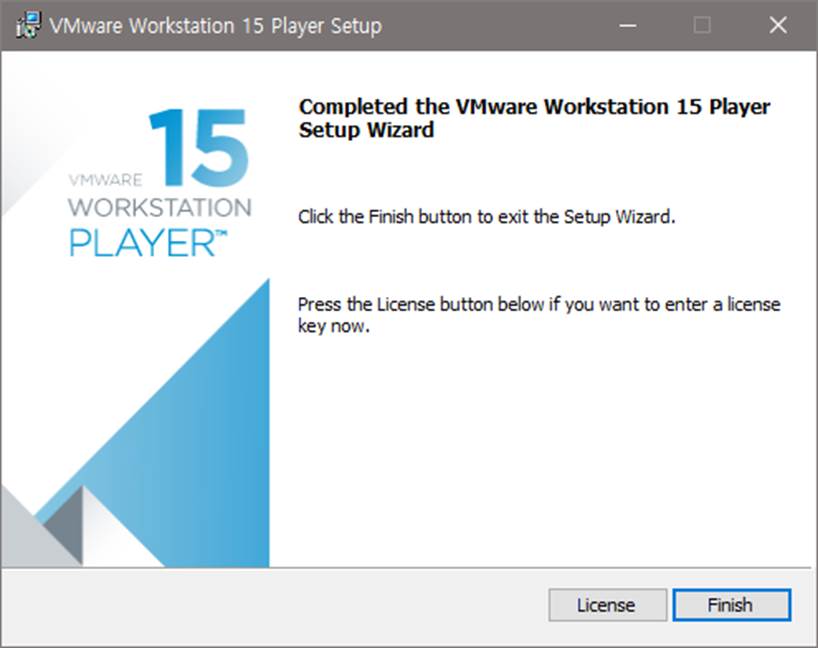 VMware Workstation 15 Player Setup
Completed the VMware Workstation 15 Player
Setup Wizard
15
VMWARE
WORKSTATION
PLAYER™
Click the Finish button to exit the Setup Wizard.
Press the License button below if you want to enter a license
key now.
License
Finish